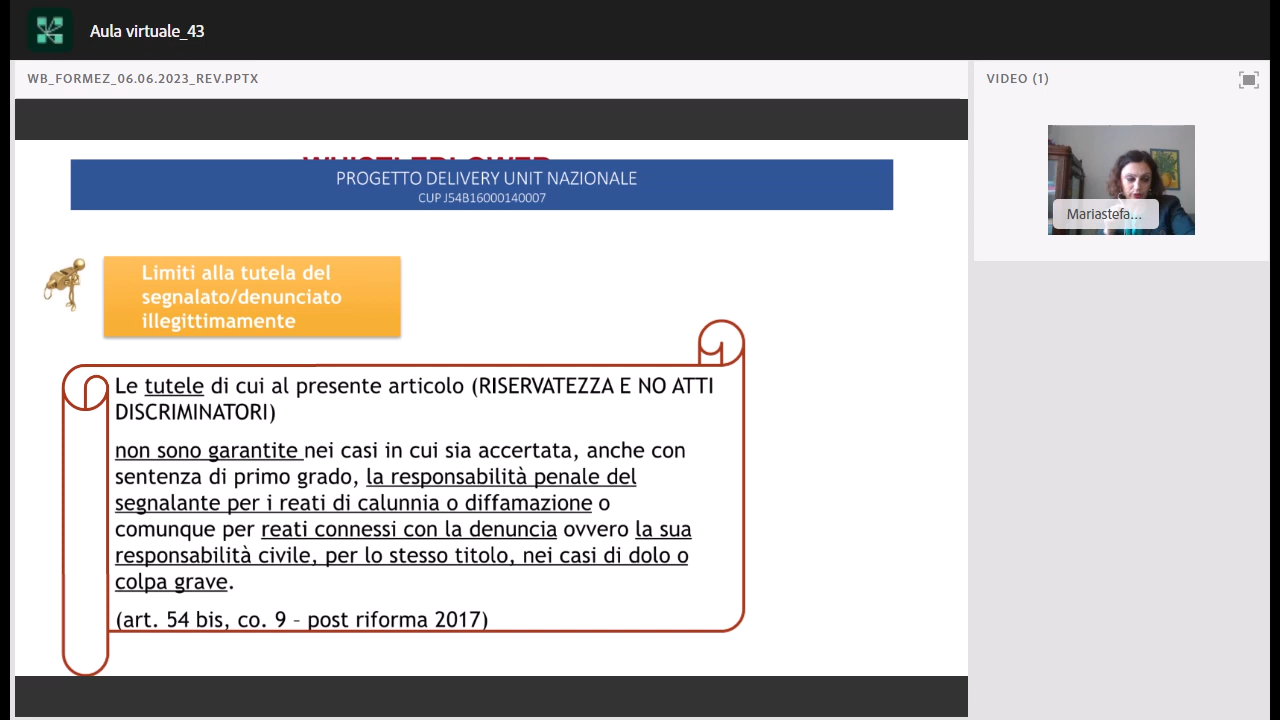 Aula virtuale_43
WB_FORMEZ_06.06.2023_REV.PPTX
VIDEO (1)
WHISTLEBLOWER
PROGETTO DELIVERY UNIT NAZIONALE
CUP J54B16000140007
Mariastefa...
Limiti alla tutela del
segnalato/denunciato
illegittimamente
Le tutele di cui al presente articolo (RISERVATEZZA E NO ATTI
DISCRIMINATORI)
non sono garantite nei casi in cui sia accertata, anche con
sentenza di primo grado, la responsabilità penale del
segnalante per i reati di calunnia o diffamazione o
comunque per reati connessi con la denuncia ovvero la sua
responsabilità civile, per lo stesso titolo, nei casi di dolo o
colpa grave.
(art. 54 bis, co. 9 – post riforma 2017)